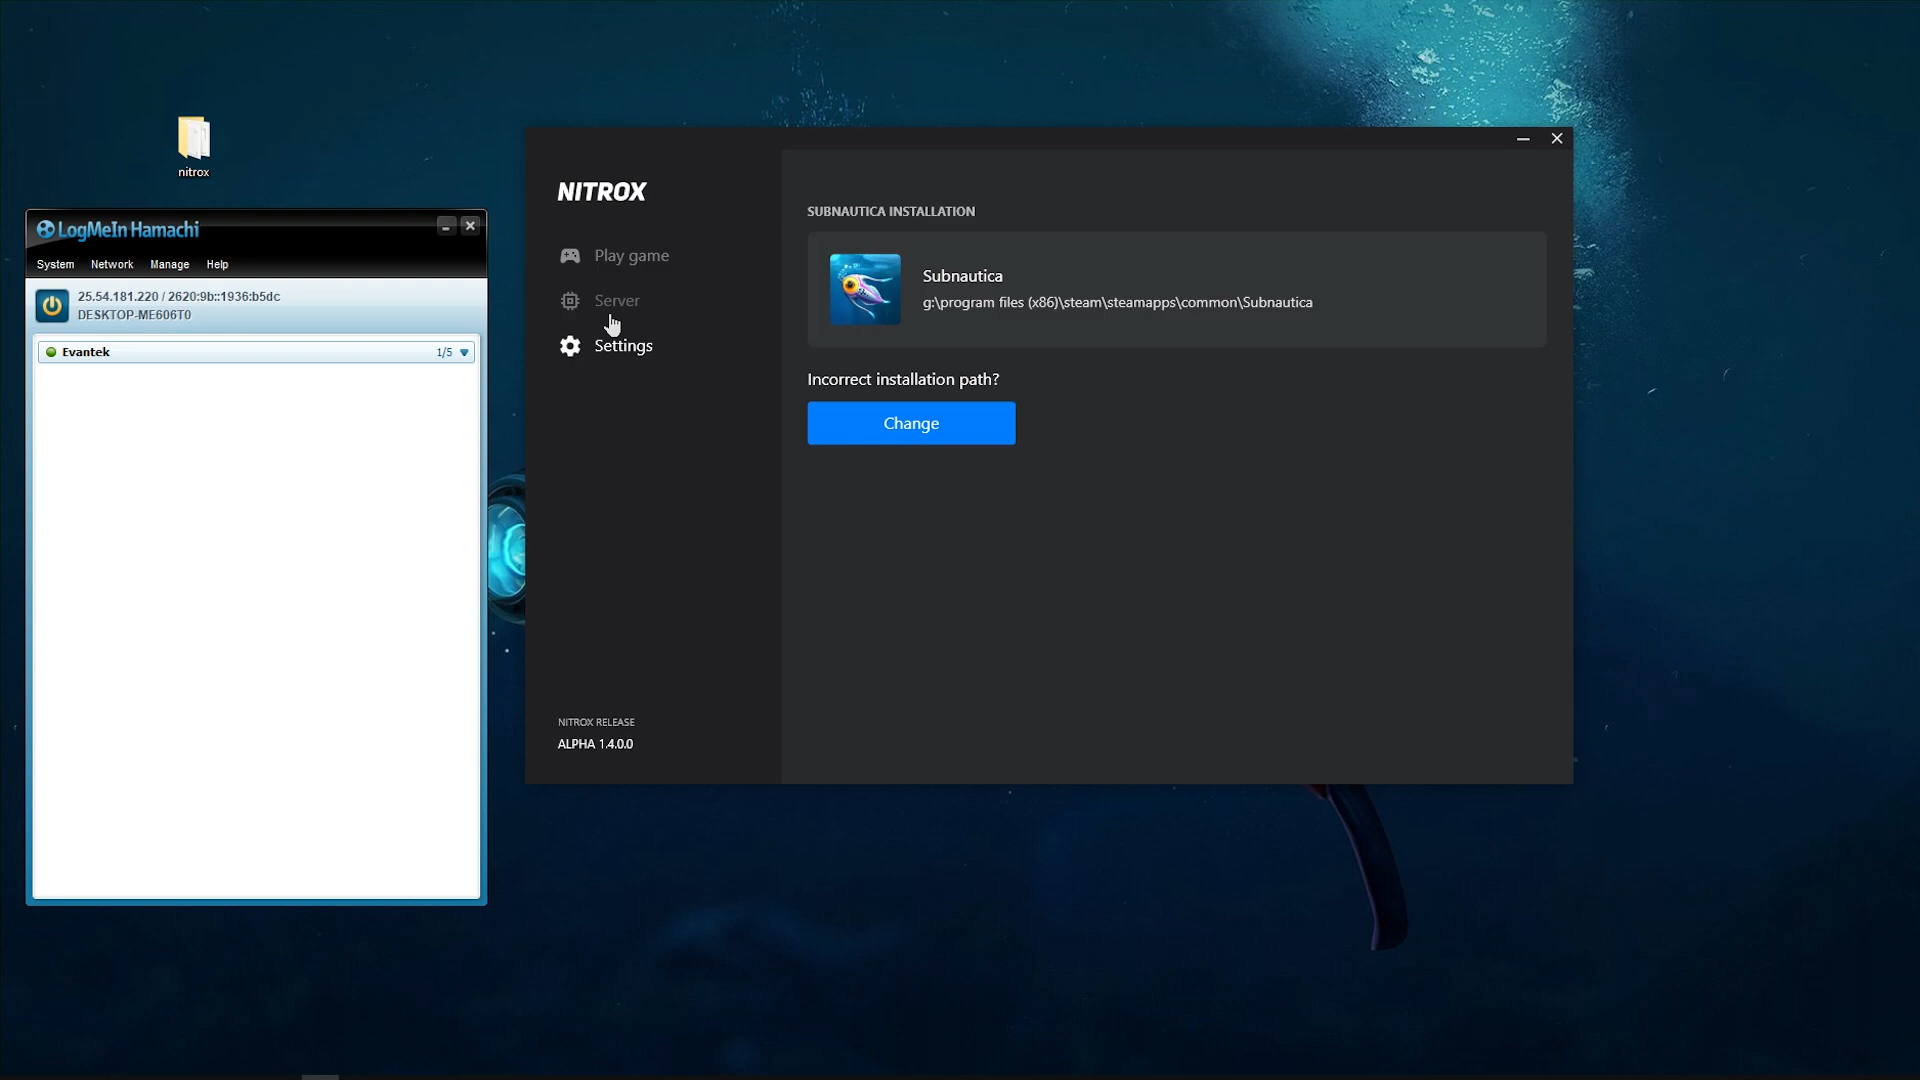 nitrox
LogMeIn Hamachi
System Network Manage Help
25.54.181.220 / 2620:9b::1936:b5dc
DESKTOP-ME606T0
Evantek 1/5
NITROX
Play game
Server
Settings
NITROX RELEASE
ALPHA 1.4.0.0
SUBNAUTICA INSTALLATION
Subnautica
g:\program files (x86)\steam\steamapps\common\Subnautica
Incorrect installation path?
Change